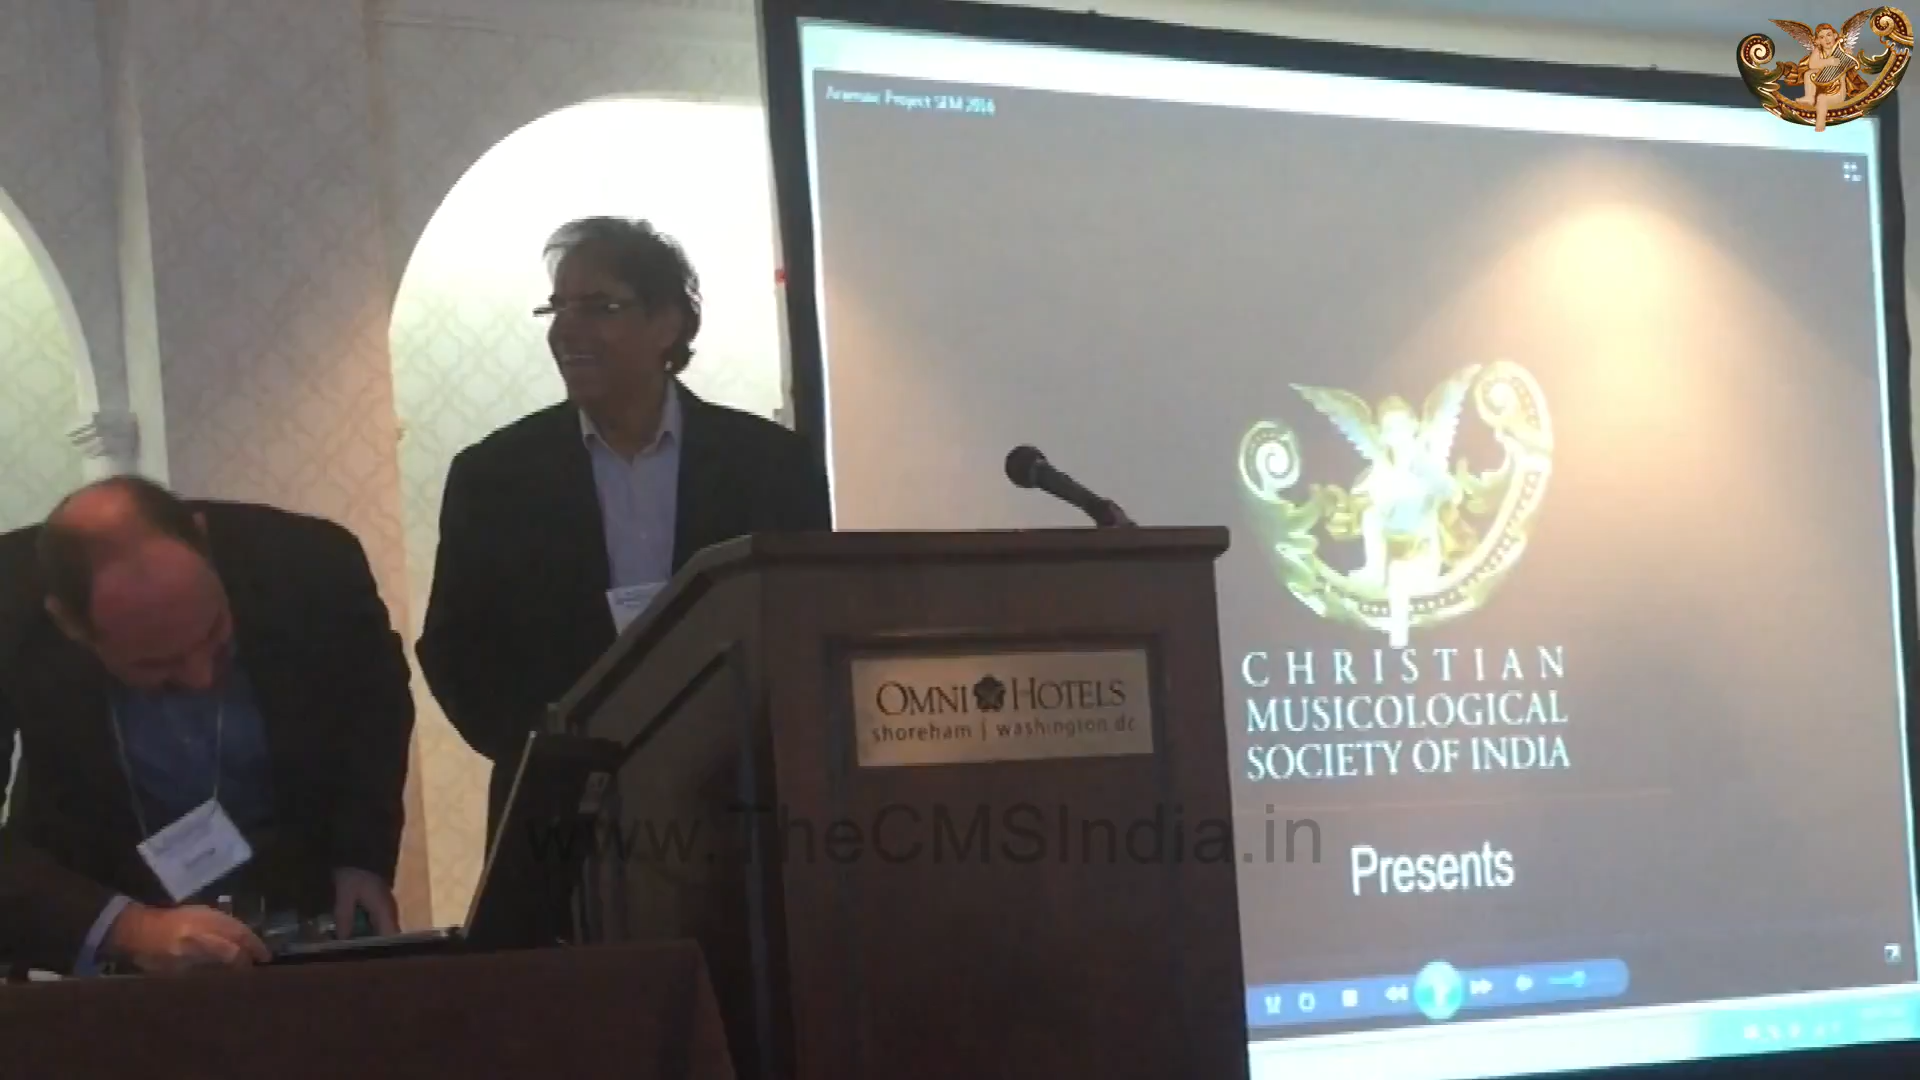 Aramaic Project SEM 2016
CHRISTIAN
MUSICOLOGICAL
SOCIETY OF INDIA
OMNI HOTELS
shoreham | washington dc
www.TheCMSIndia.in
Presents